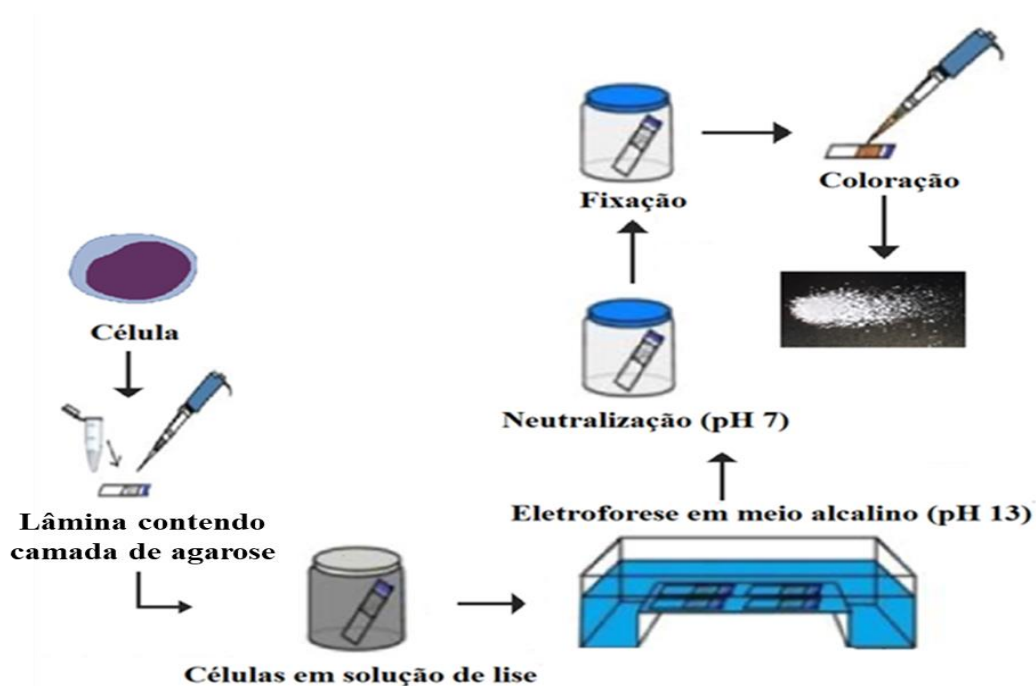 Célula
Lâmina contendo
camada de agarose
Células em solução de lise
Eletroforese em meio alcalino (pH 13)
Neutralização (pH 7)
Fixação
Coloração